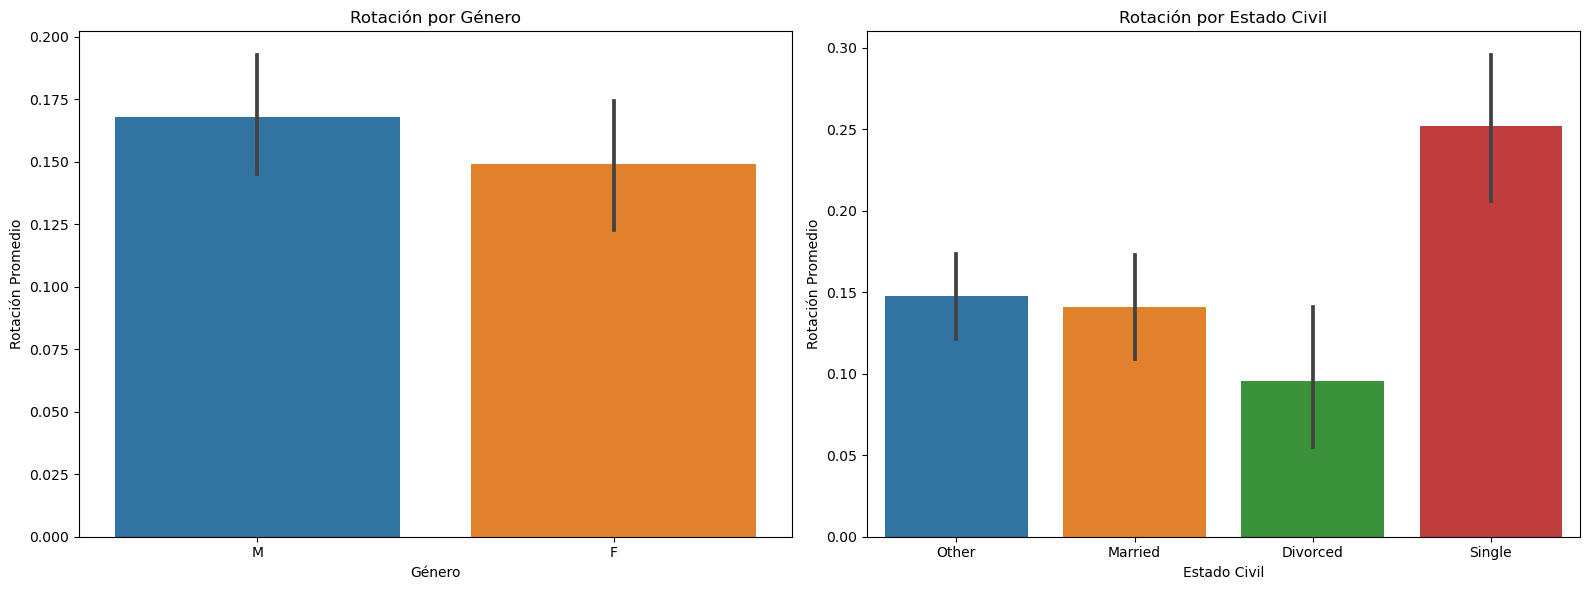 Rotación por Género
Rotación Promedio
0.200
0.175
0.150
0.125
0.100
0.075
0.050
0.025
0.000
M F
Género
Rotación por Estado Civil
Rotación Promedio
0.30
0.25
0.20
0.15
0.10
0.05
0.00
Other Married Divorced Single
Estado Civil